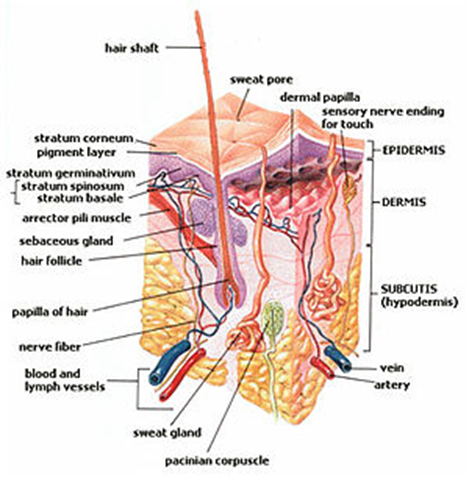 hair shaft
sweat pore
dermal papilla
sensory nerve ending
for touch
stratum corneum
pigment layer
stratum germinativum
stratum spinosum
stratum basale
arrector pili muscle
sebaceous gland
hair follicle
papilla of hair
nerve fiber
blood and
lymph vessels
sweat gland
pacinian corpuscle
EPIDERMIS
DERMIS
SUBCUTIS
(hypodermis)
vein
artery